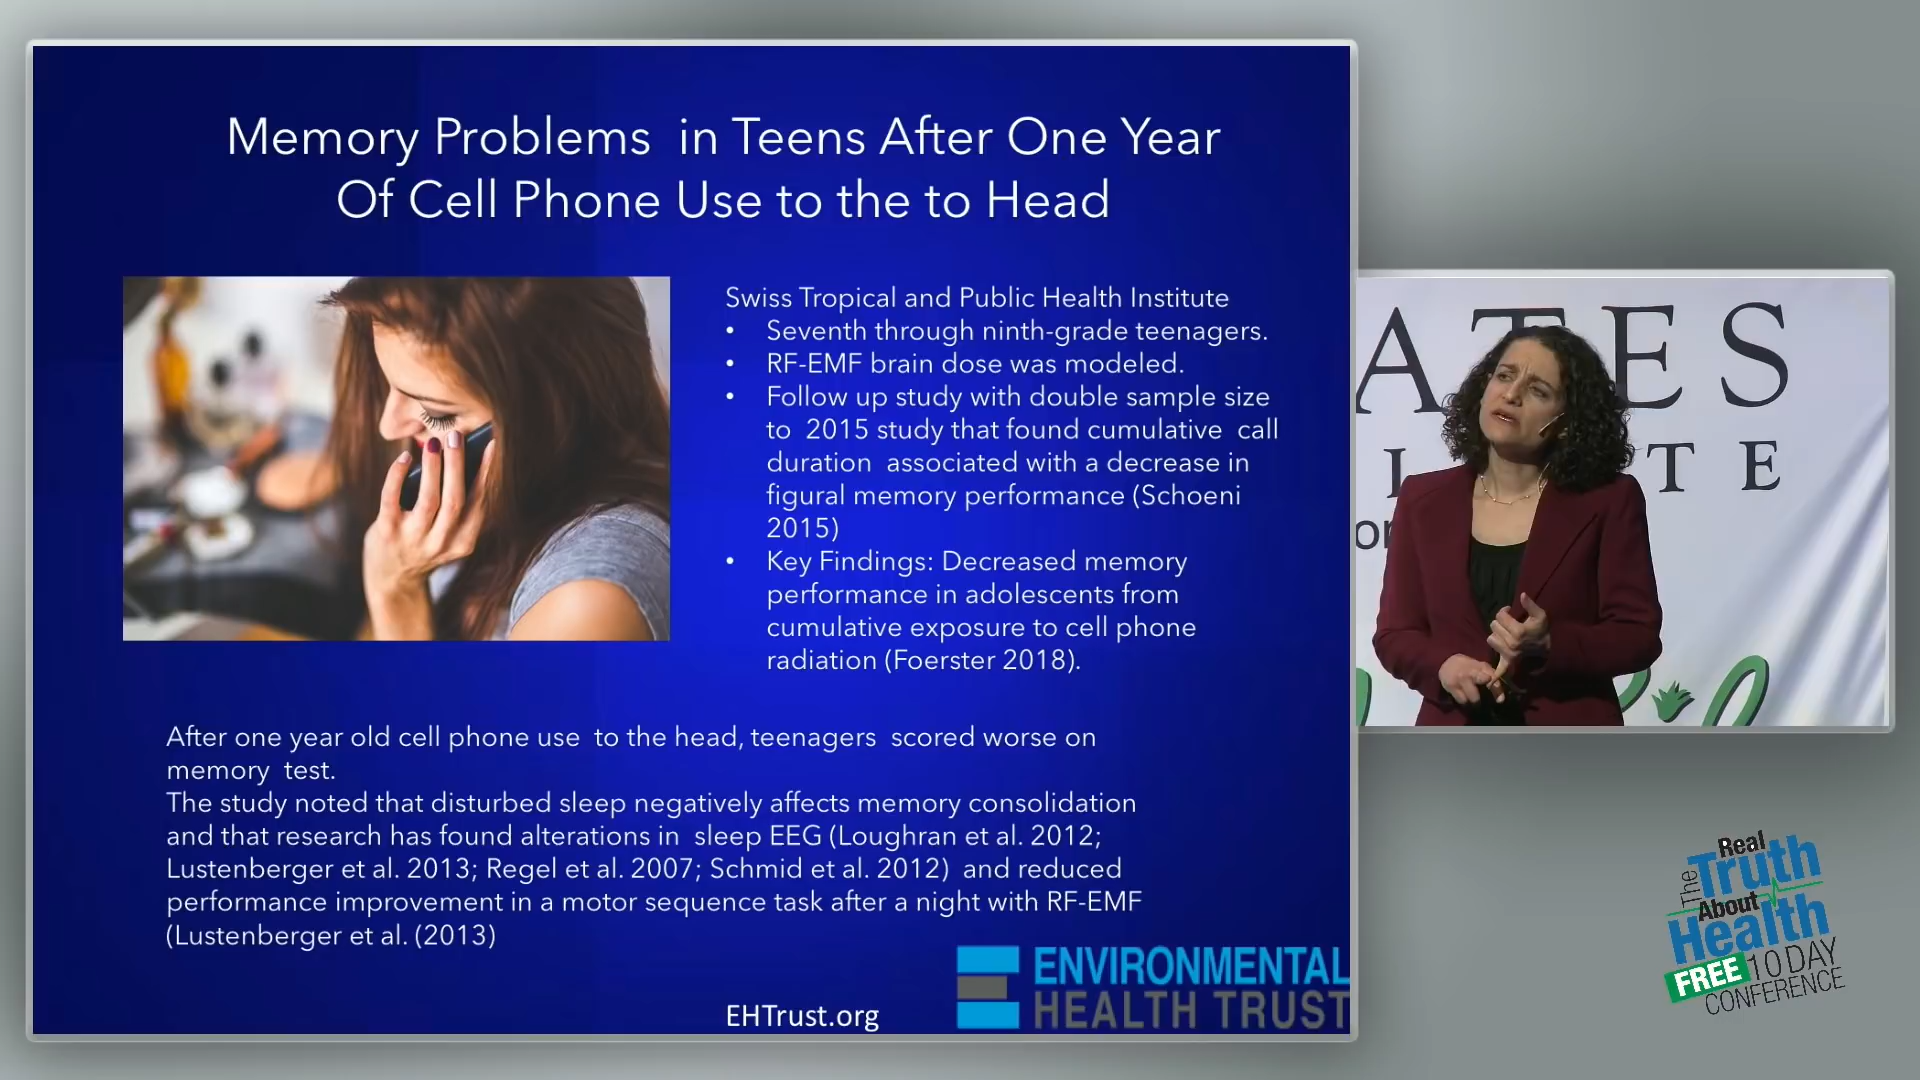 Memory Problems in Teens After One Year
Of Cell Phone Use to the to Head
Swiss Tropical and Public Health Institute
• Seventh through ninth-grade teenagers.
• RF-EMF brain dose was modeled.
• Follow up study with double sample size
to 2015 study that found cumulative call
duration associated with a decrease in
figural memory performance (Schoeni
2015)
• Key Findings: Decreased memory
performance in adolescents from
cumulative exposure to cell phone
radiation (Foerster 2018).
After one year old cell phone use to the head, teenagers scored worse on
memory test.
The study noted that disturbed sleep negatively affects memory consolidation
and that research has found alterations in sleep EEG (Loughran et al. 2012;
Lustenberger et al. 2013; Regel et al. 2007; Schmid et al. 2012) and reduced
performance improvement in a motor sequence task after a night with RF-EMF
(Lustenberger et al. (2013)
EHTrust.org
ENVIRONMENTAL
HEALTH TRUST
ATES
I TE
or
The Real
Truth
About
Health
FREE 10 DAY
CONFERENCE